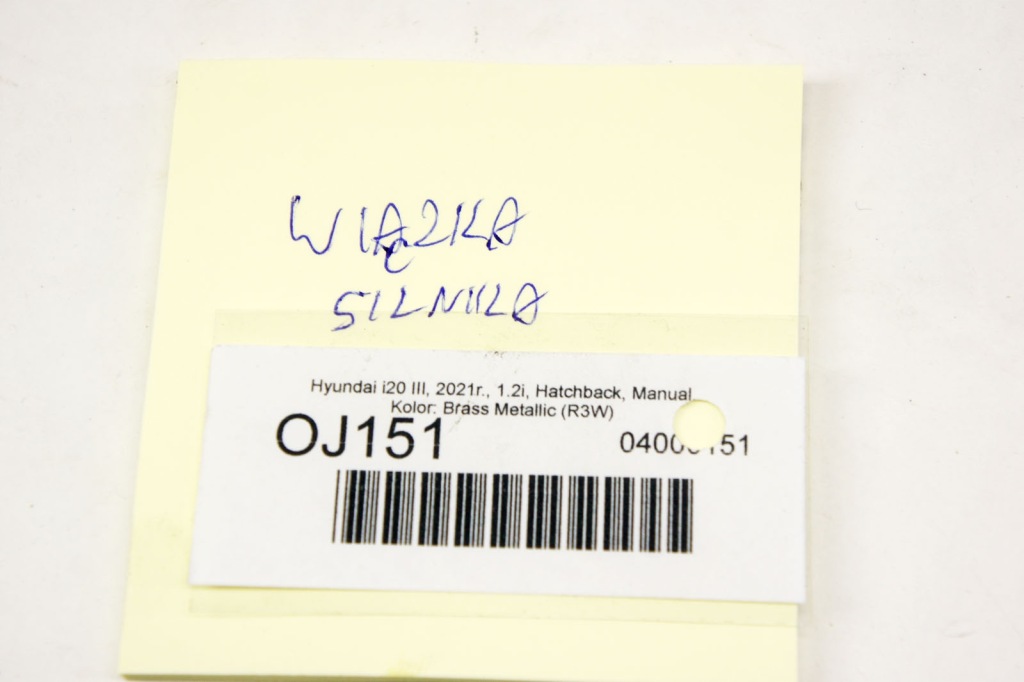 WIĄZKA
SILNIKA
Hyundai i20 III, 2021r., 1.2i, Hatchback, Manual
Kolor: Brass Metallic (R3W)
OJ151